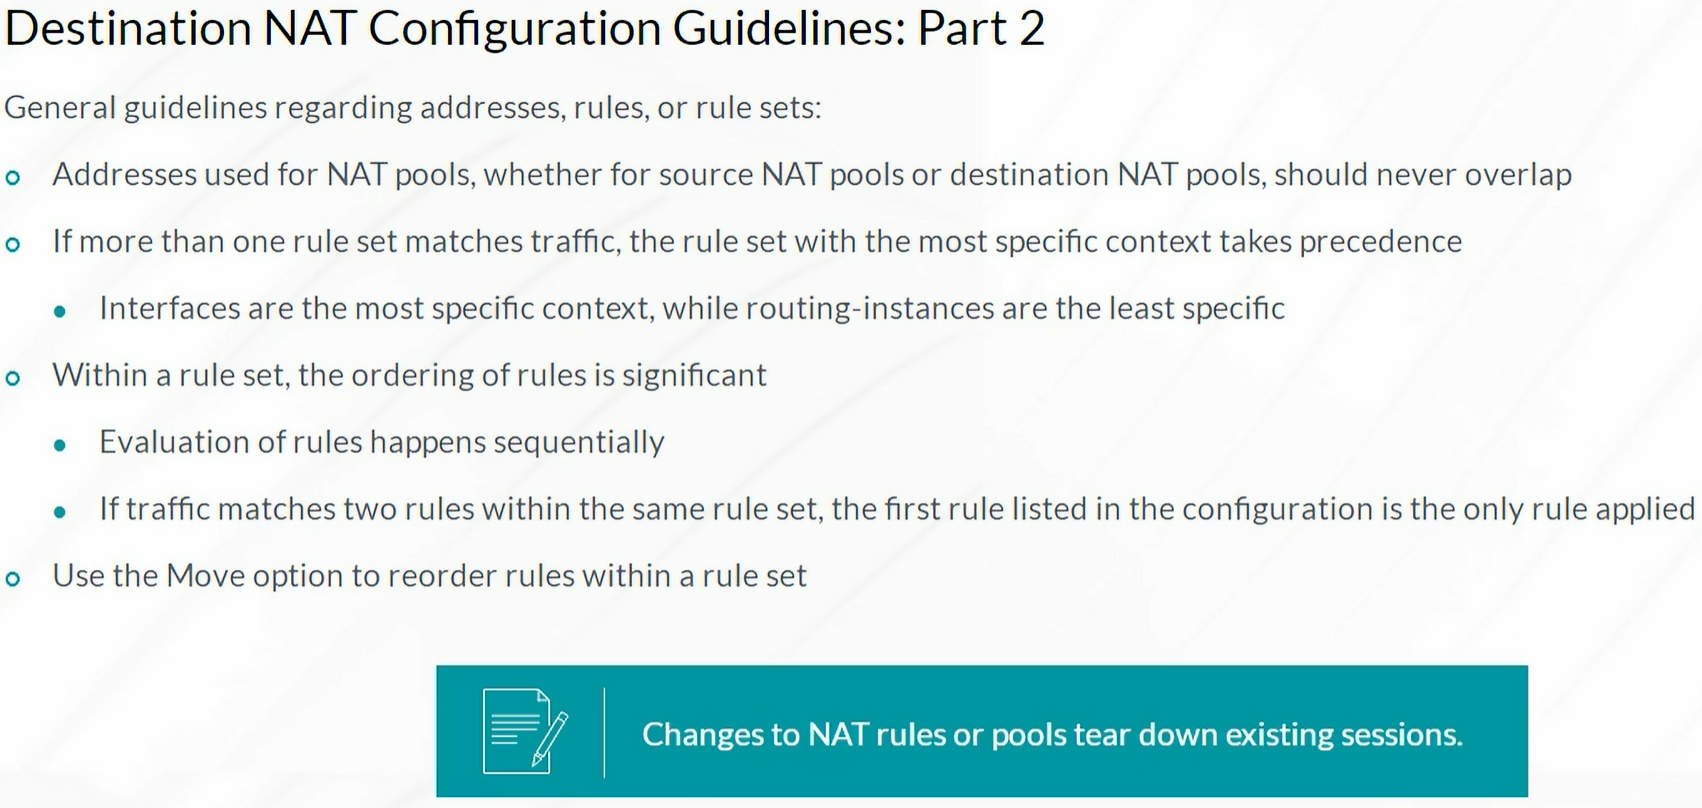 Destination NAT Configuration Guidelines: Part 2
General guidelines regarding addresses, rules, or rule sets:
Addresses used for NAT pools, whether for source NAT pools or destination NAT pools, should never overlap
If more than one rule set matches traffic, the rule set with the most specific context takes precedence
Interfaces are the most specific context, while routing-instances are the least specific
Within a rule set, the ordering of rules is significant
Evaluation of rules happens sequentially
If traffic matches two rules within the same rule set, the first rule listed in the configuration is the only rule applied
Use the Move option to reorder rules within a rule set
Changes to NAT rules or pools tear down existing sessions.